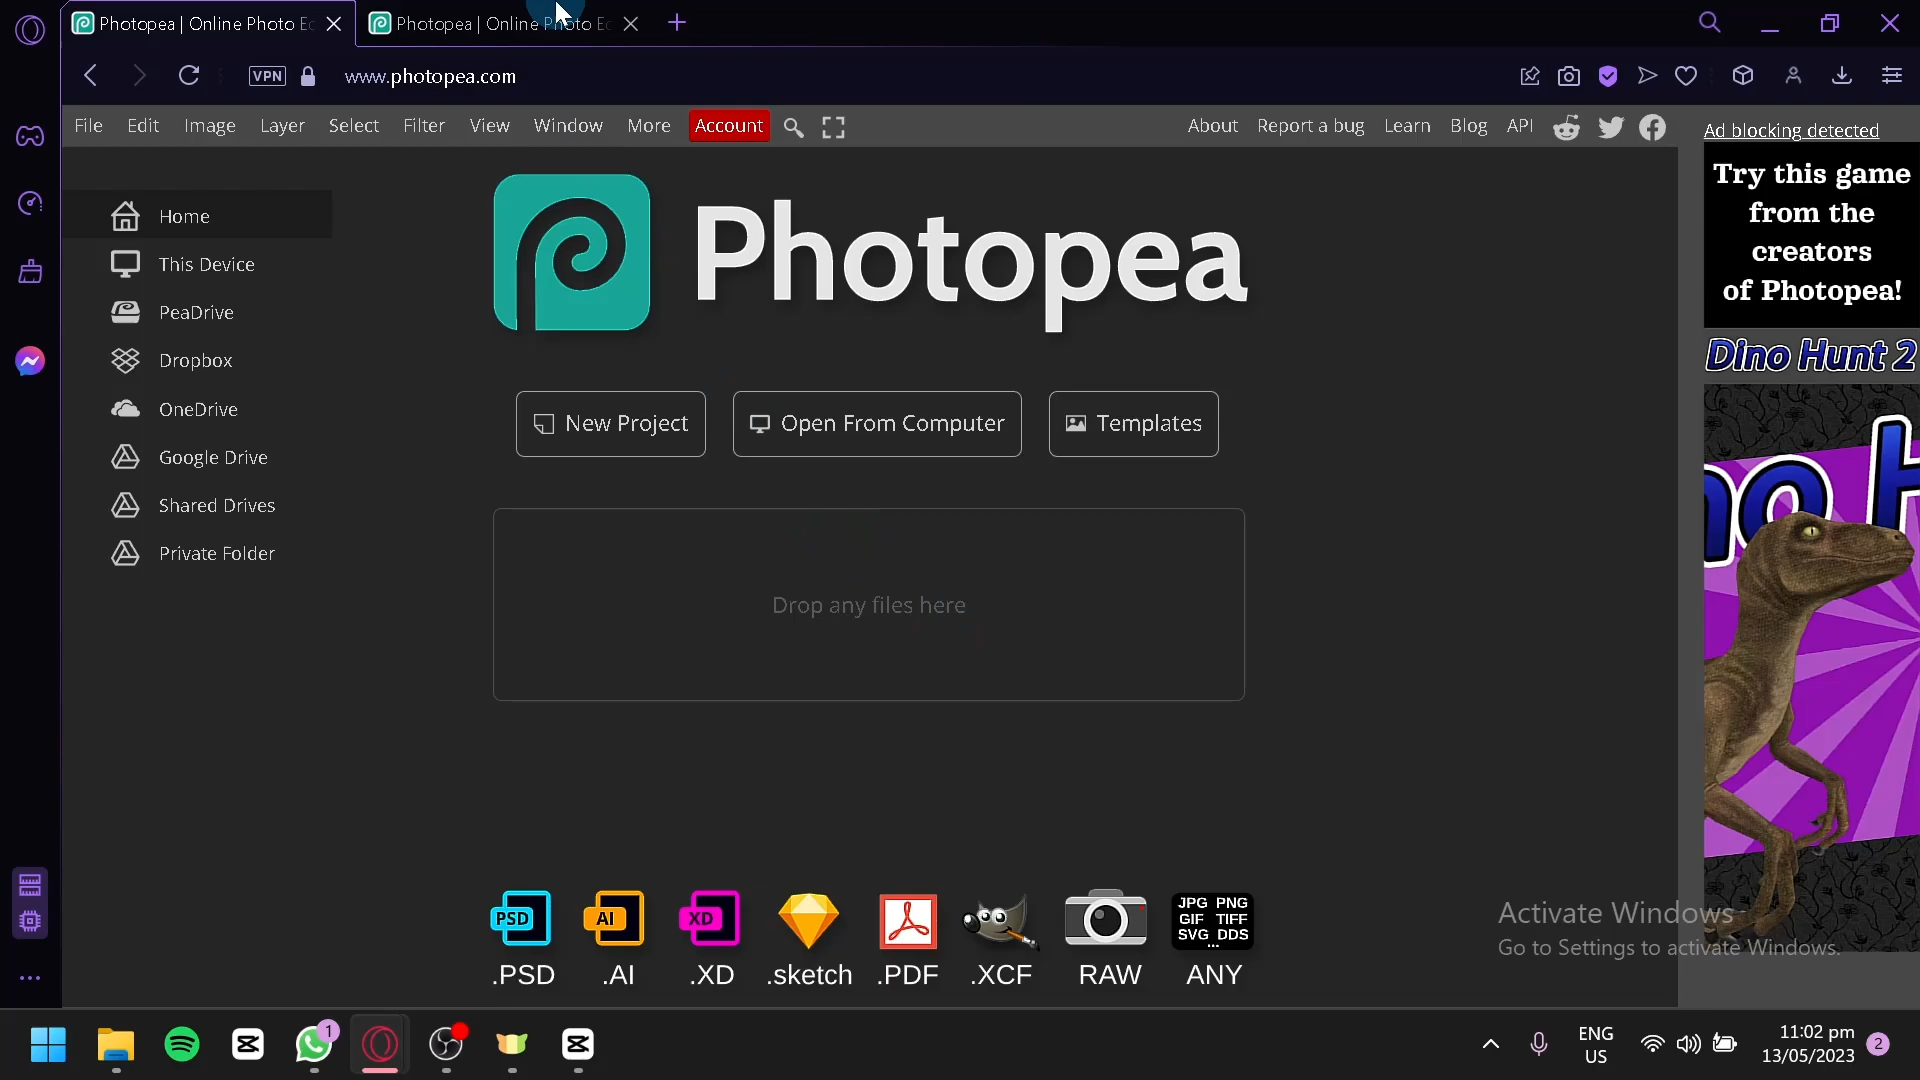 Photopea | Online Photo Ec
Photopea | Online Photo Ec
VPN
www.photopea.com
File Edit Image Layer Select Filter View Window More Account
About Report a bug Learn Blog API
Ad blocking detected
Try this game
from the
creators
of Photopea!
Dino Hunt 2
Home
This Device
PeaDrive
Dropbox
OneDrive
Google Drive
Shared Drives
Private Folder
Photopea
New Project
Open From Computer
Templates
Drop any files here
PSD
AI
XD
JPG PNG
GIF TIFF
SVG DDS
...
.PSD
.AI
.XD
.sketch
.PDF
.XCF
RAW
ANY
no H
Activate Windows
Go to Settings to activate Windows.
1
ENG
US
11:02 pm
13/05/2023
2